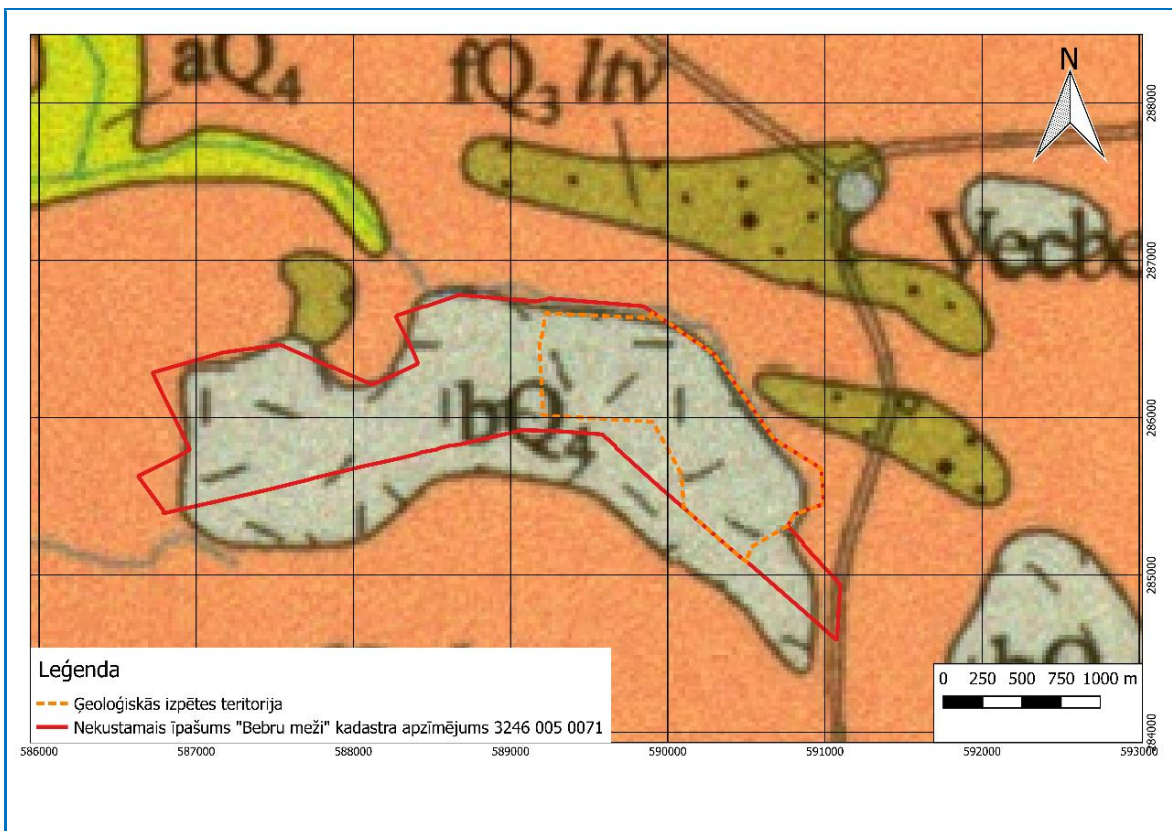 N
aQ4
fQ3 ltv
Vecbe
bQ4
bQ
288000
287000
286000
285000
284000
Leģenda
Ģeoloģiskās izpētes teritorija
Nekustamais īpašums "Bebru meži" kadastra apzīmējums 3246 005 0071
0 250 500 750 1000 m
586000 587000 588000 589000 590000 591000 592000 593000